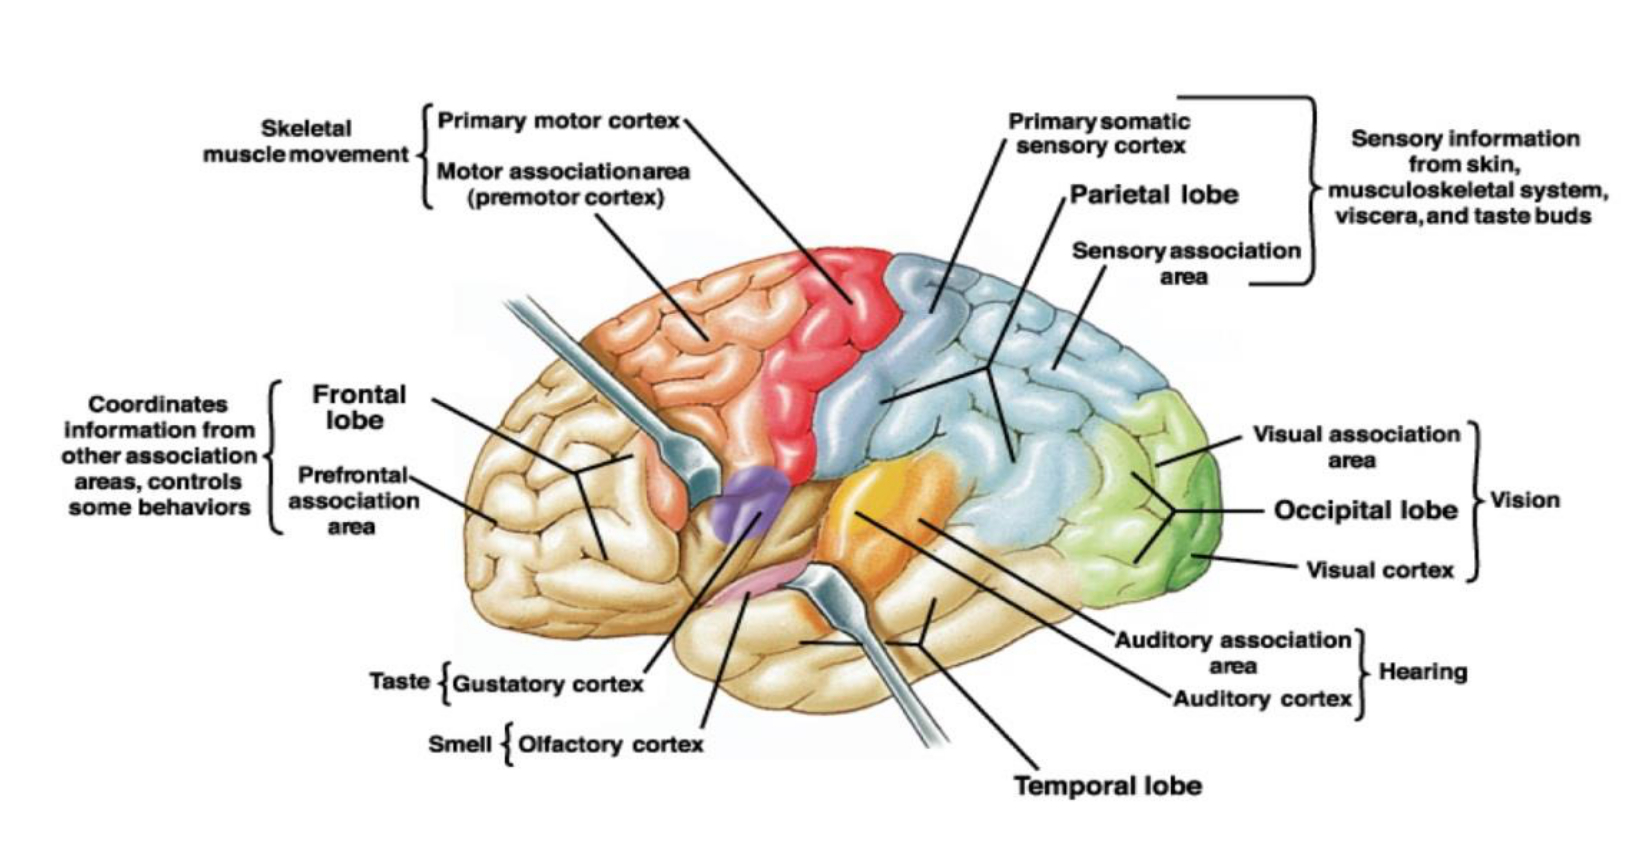 Skeletal
muscle movement
Primary motor cortex
Motor association area
(premotor cortex)
Primary somatic
sensory cortex
Parietal lobe
Sensory association
area
Sensory information
from skin,
musculoskeletal system,
viscera, and taste buds
Coordinates
information from
other association
areas, controls
some behaviors
Frontal
lobe
Prefrontal
association
area
Visual association
area
Occipital lobe
Visual cortex
Vision
Auditory association
area
Auditory cortex
Hearing
Taste
Gustatory cortex
Smell
Olfactory cortex
Temporal lobe